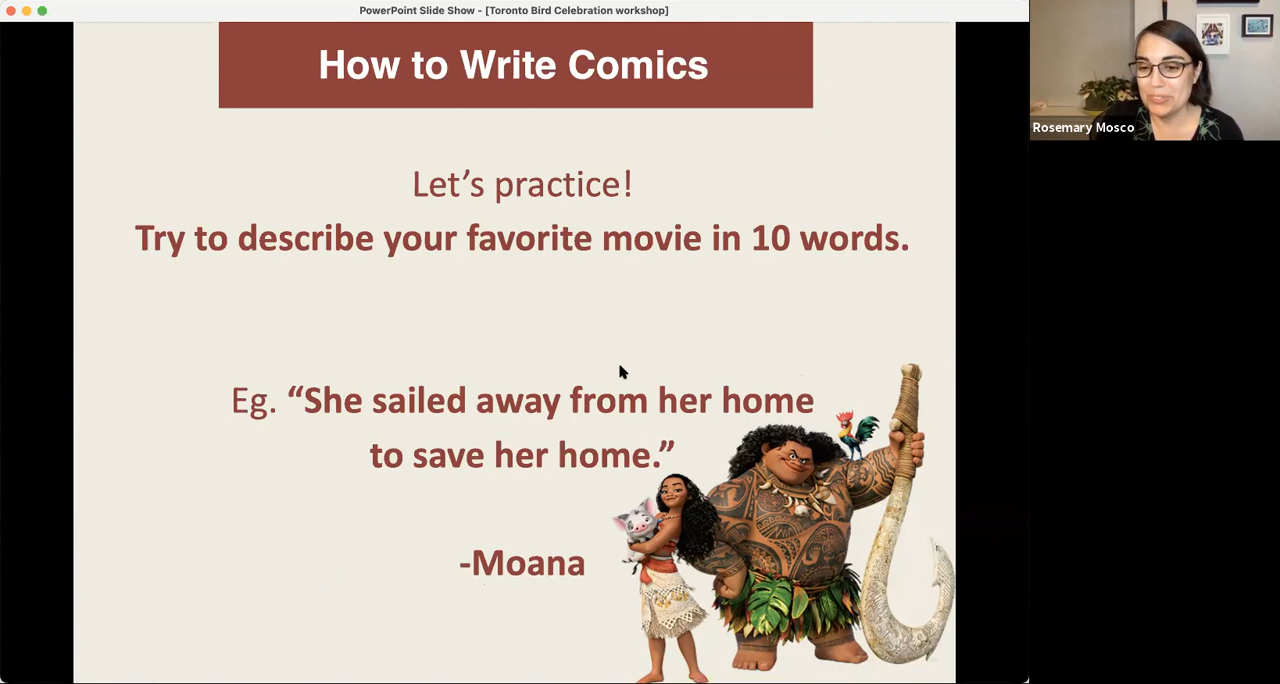 PowerPoint Slide Show - [Toronto Bird Celebration workshop]
How to Write Comics
Let’s practice!
Try to describe your favorite movie in 10 words.
Eg. “She sailed away from her home
to save her home.”
-Moana
Rosemary Mosco